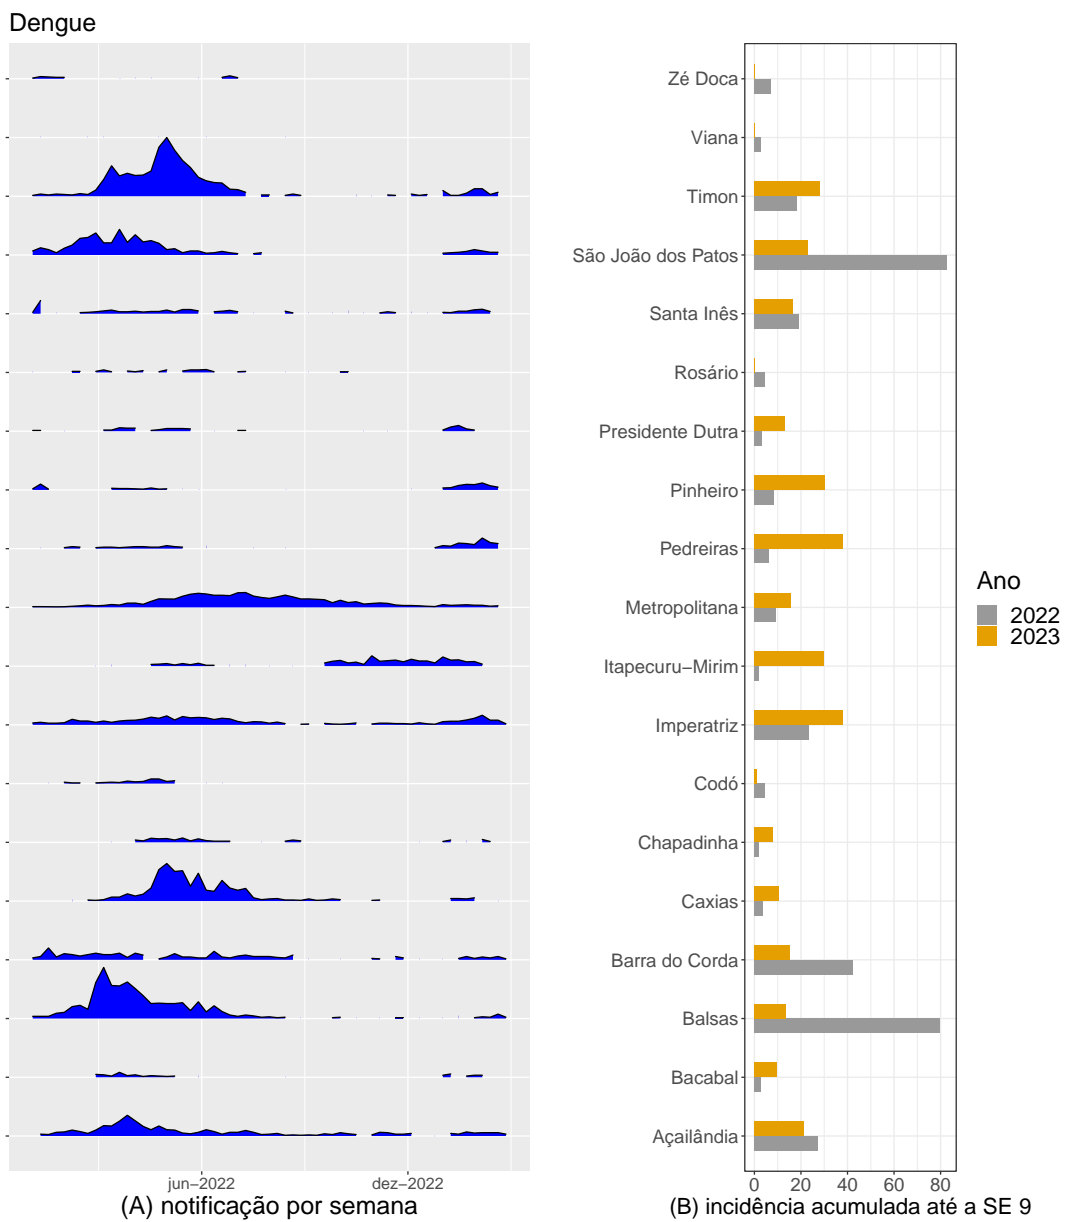 Dengue
Zé Doca
Viana
Timon
São João dos Patos
Santa Inês
Rosário
Presidente Dutra
Pinheiro
Pedreiras
Metropolitana
Itapecuru−Mirim
Imperatriz
Codó
Chapadinha
Caxias
Barra do Corda
Balsas
Bacabal
Açailândia
Ano
2022
2023
jun−2022 dez−2022
0 20 40 60 80
(A) notificação por semana
(B) incidência acumulada até a SE 9